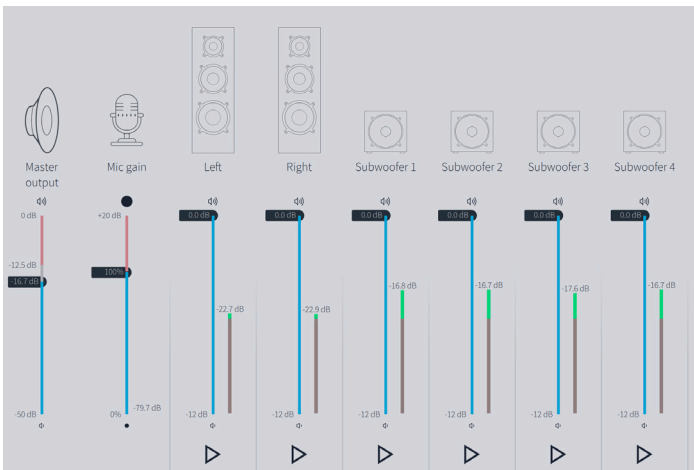 Master
output
Mic gain
Left
Right
Subwoofer 1
Subwoofer 2
Subwoofer 3
Subwoofer 4
0 dB
+20 dB
0.0 dB
0.0 dB
0.0 dB
0.0 dB
0.0 dB
0.0 dB
-12.5 dB
100%
-16.7 dB
-16.8 dB
-16.7 dB
-17.6 dB
-16.7 dB
-22.7 dB
-22.9 dB
-50 dB
0%
-79.7 dB
-12 dB
-12 dB
-12 dB
-12 dB
-12 dB
-12 dB